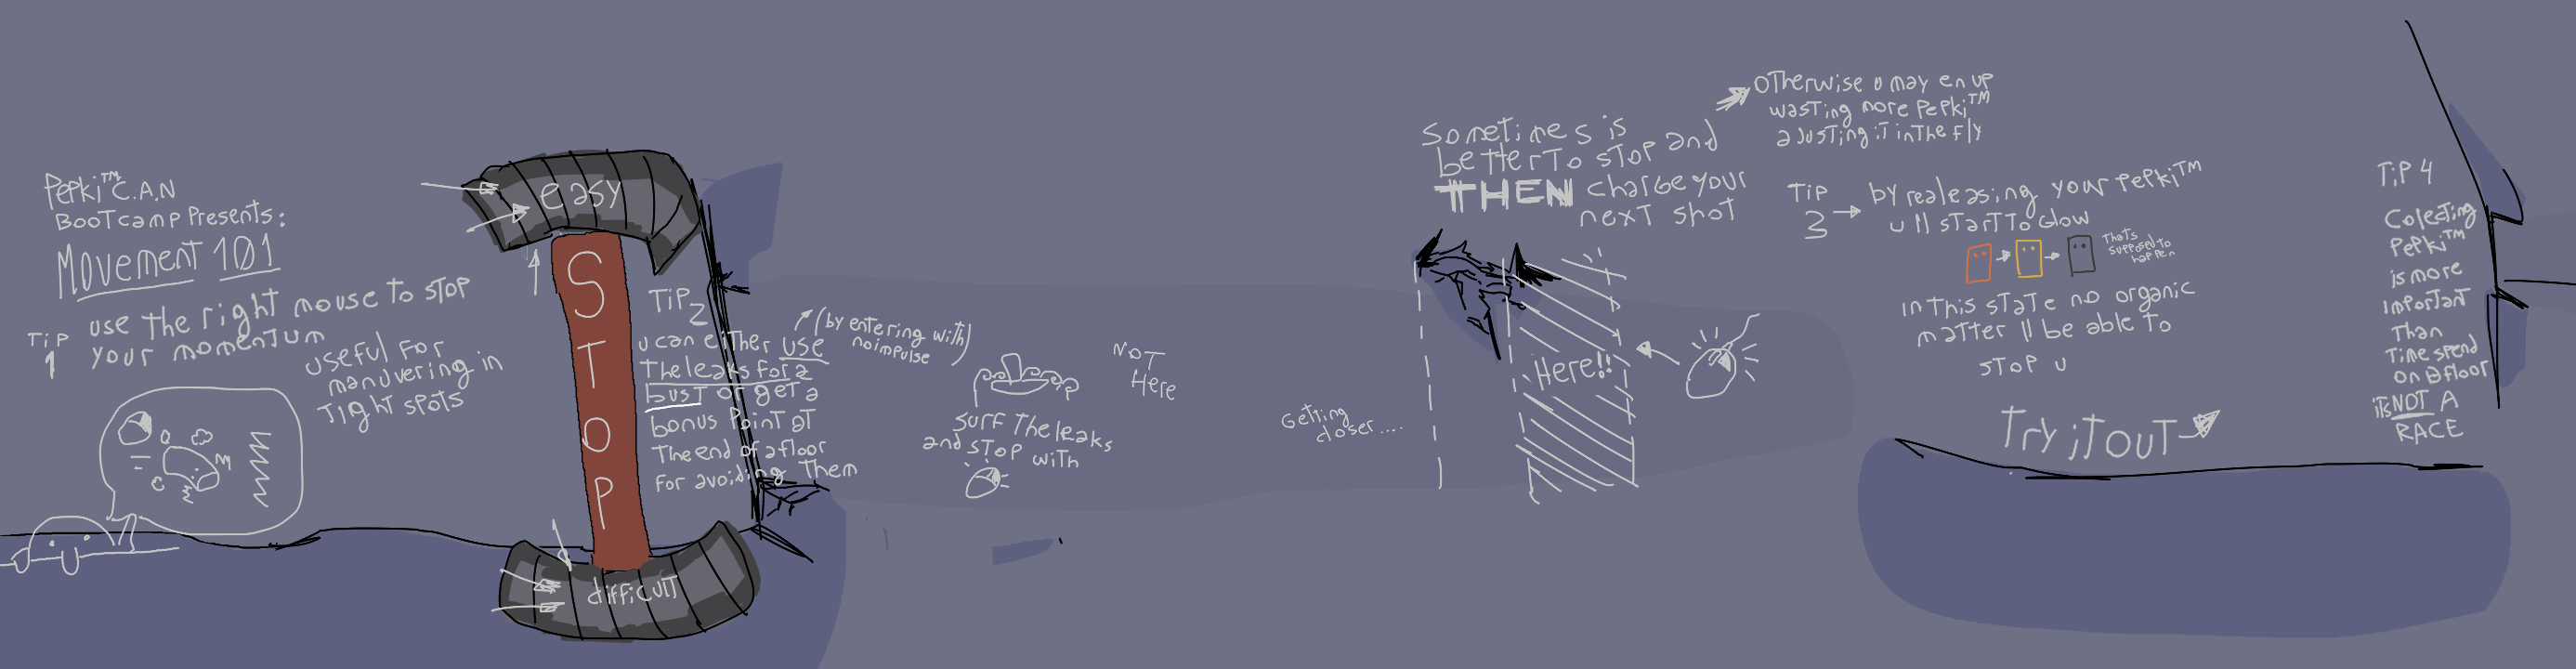 PePKi™ C.A.N
BOOTcamp Presents:
Movement 101
TiP
1
use the right mouse to STOP
your momentum
useful for
manuvering in
TighT spots
easy
STOP
difficulT
TiP
2
u can either use
The leaks for a
busT or get a
bonus PoinT aT
The end of a floor
For avoiding Them
(by entering with
no impulse)
surf The leaks
and sTop with
NOT
Here
GeTTing
closer....
SomeTimes is
beTTer To sTop and
THEN charge your
next shoT
Here!!
OTherwise u may en up
wasTing more PePki™
aJusTing iT in The fly
TiP
3
by realeasing your PePKi™
u ll sTarT To Glow
ThaTs
supposed to
happen
in This sTaTe no organic
maTTer ll be able to
sTop u
Try iT OUT
TiP 4
ColecTing
PePki™
is more
imporTanT
Than
Time spend
on a floor
iTs NOT A
RACE